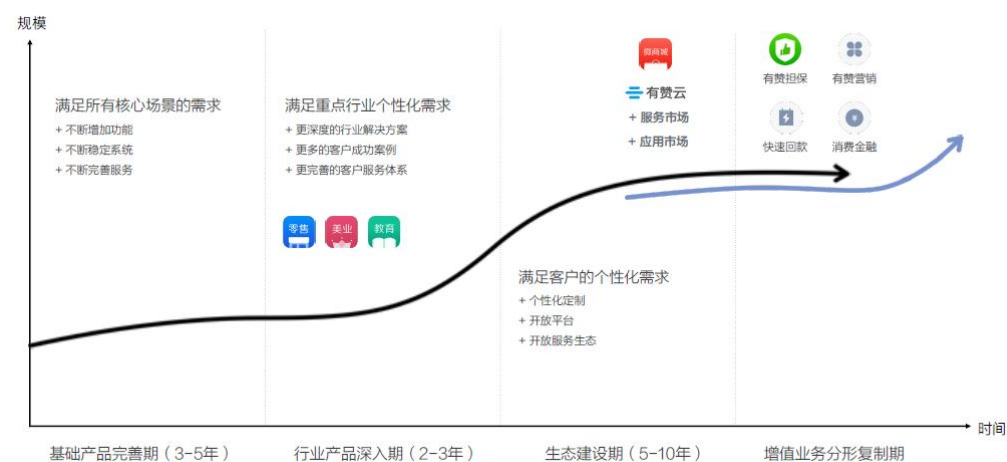 规模
满足所有核心场景的需求
+ 不断增加功能
+ 不断稳定系统
+ 不断完善服务
满足重点行业个性化需求
+ 更深度的行业解决方案
+ 更多的客户成功案例
+ 更完善的客户服务体系
零售
美业
教育
微商城
有赞云
+ 服务市场
+ 应用市场
满足客户的个性化需求
+ 个性化定制
+ 开放平台
+ 开放服务生态
有赞担保
有赞营销
快速回款
消费金融
时间
基础产品完善期（3-5年）
行业产品深入期（2-3年）
生态建设期（5-10年）
增值业务分形复制期